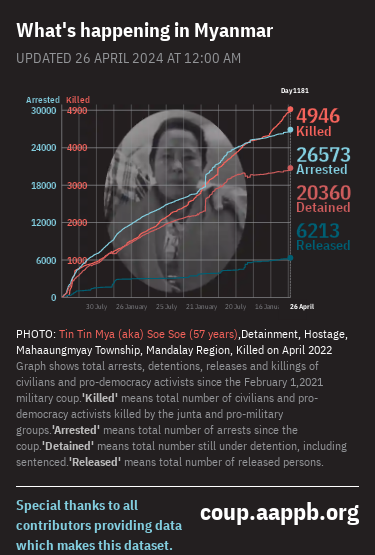 What's happening in Myanmar
UPDATED 26 APRIL 2024 AT 12:00 AM
Day1181
Arrested Killed
30000 4900
24000 4000
18000 3000
12000 2000
6000 1000
0
4946
Killed
26573
Arrested
20360
Detained
6213
Released
30 July 26 January 25 July 21 January 20 July 16 Janu. 26 April
PHOTO: Tin Tin Mya (aka) Soe Soe (57 years),Detainment, Hostage,
Mahaaungmyay Township, Mandalay Region, Killed on April 2022
Graph shows total arrests, detentions, releases and killings of
civilians and pro-democracy activists since the February 1,2021
military coup.'Killed' means total number of civilians and pro-
democracy activists killed by the junta and pro-military
groups.'Arrested' means total number of arrests since the
coup.'Detained' means total number still under detention, including
sentenced.'Released' means total number of released persons.
Special thanks to all
contributors providing data
which makes this dataset.
coup.aappb.org